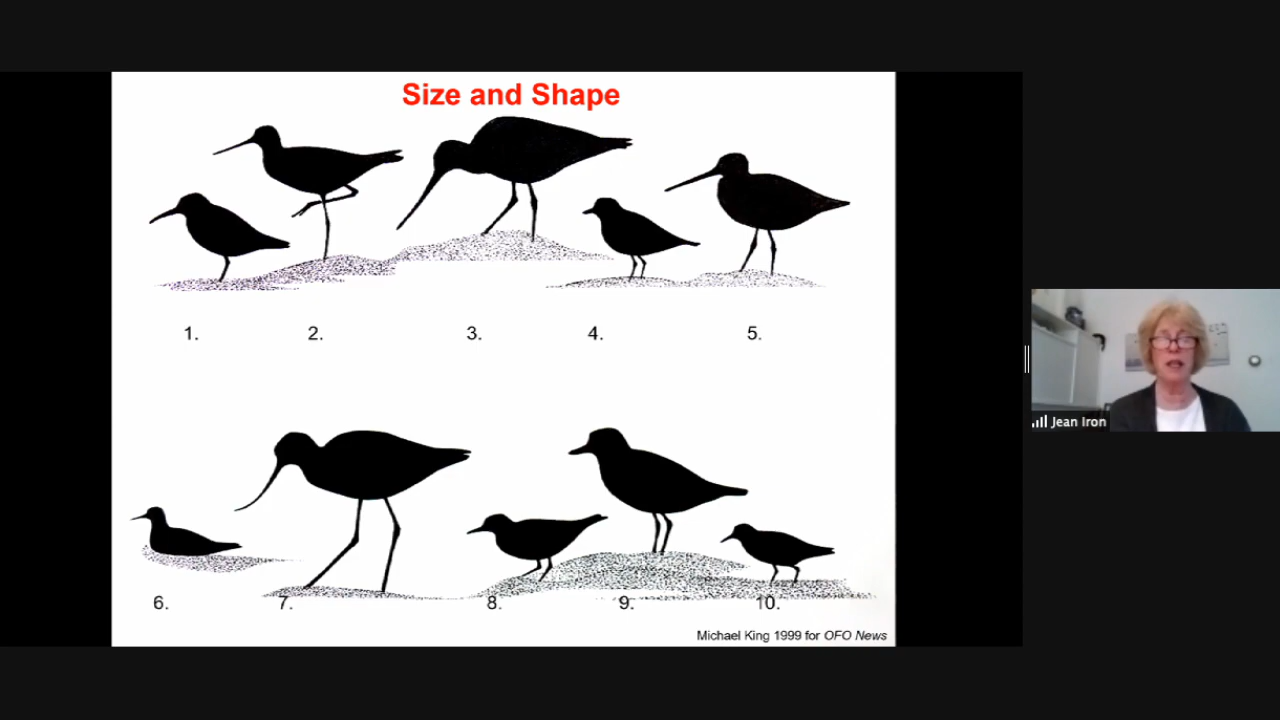 Size and Shape
1. 2. 3. 4. 5.
6. 7. 8. 9. 10.
Michael King 1999 for OFO News
Jean Iron